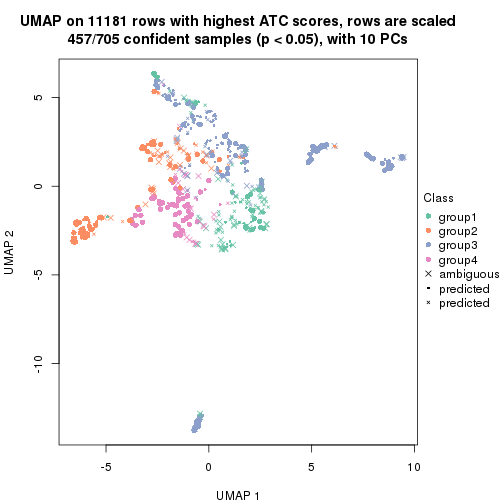 UMAP on 11181 rows with highest ATC scores, rows are scaled
457/705 confident samples (p < 0.05), with 10 PCs
5
0
-5
-10
UMAP 2
-5
0
5
10
UMAP 1
Class
group1
group2
group3
group4
ambiguous
predicted
predicted